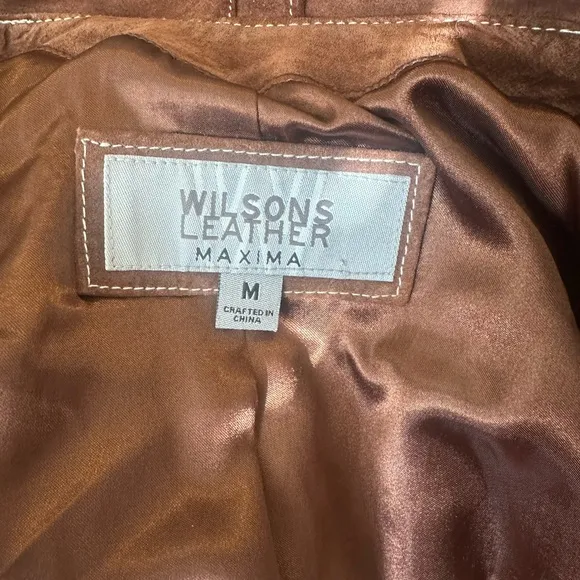 WILSONS
LEATHER
MAXIMA
M
CRAFTED IN
CHINA